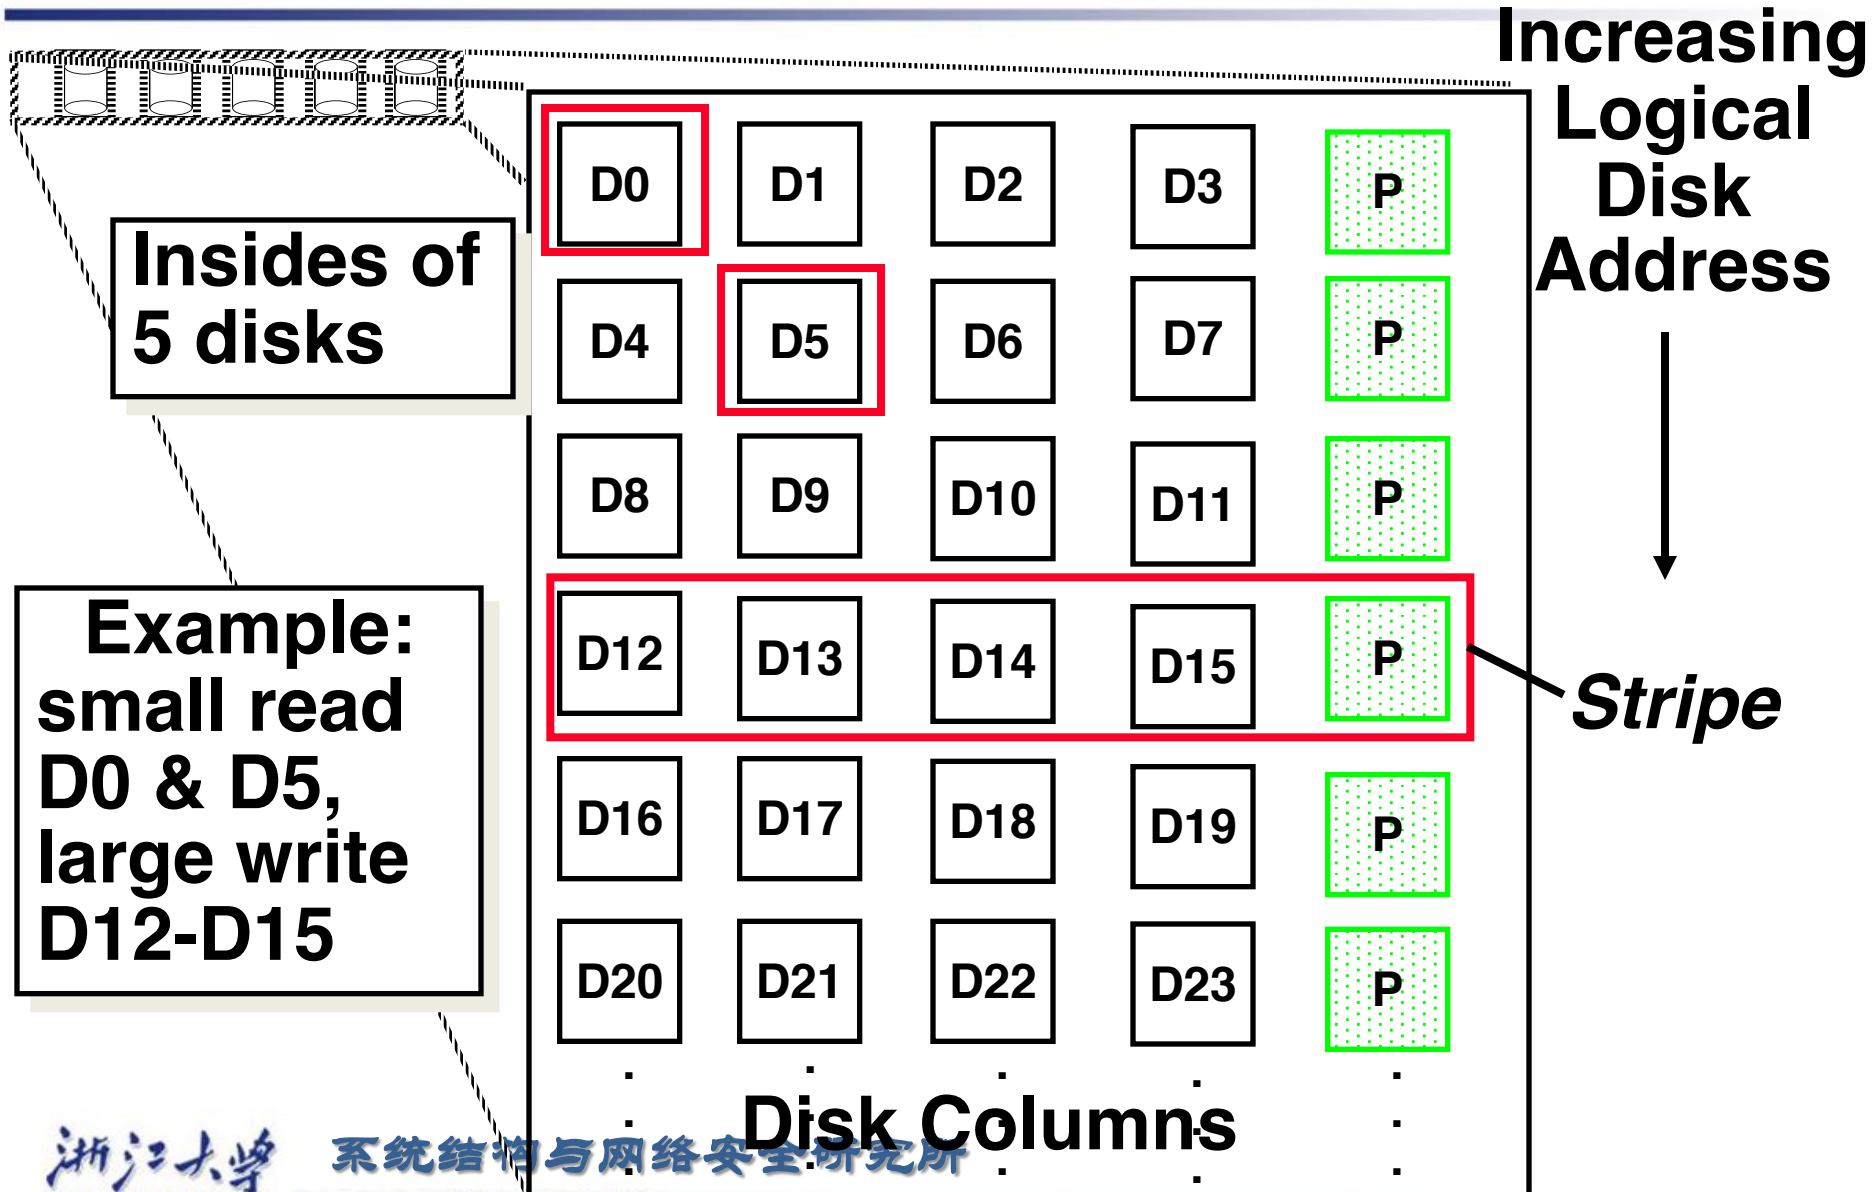 Increasing
Logical
Disk
Address
Insides of
5 disks
D0 D1 D2 D3 P
D4 D5 D6 D7 P
D8 D9 D10 D11 P
D12 D13 D14 D15 P
D16 D17 D18 D19 P
D20 D21 D22 D23 P
Stripe
Example:
small read
D0 & D5,
large write
D12-D15
Disk Columns
浙江大学 系统结构与网络安全研究所